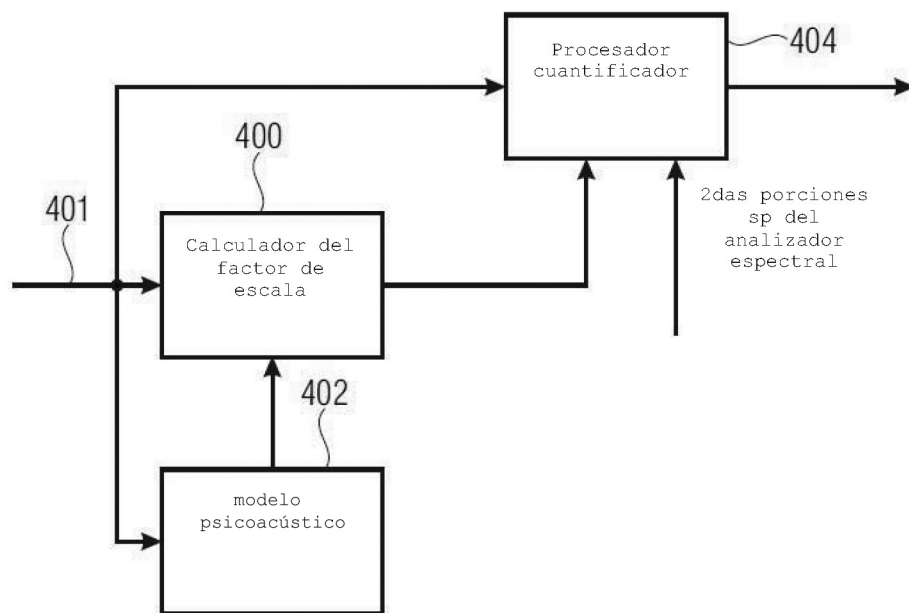 Procesador
cuantificador
404
400
401
Calculador del
factor de
escala
2das porciones
sp del
analizador
espectral
402
modelo
psicoacústico